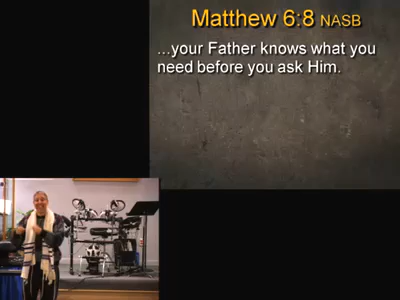 Matthew 6:8 NASB
...your Father knows what you
need before you ask Him.